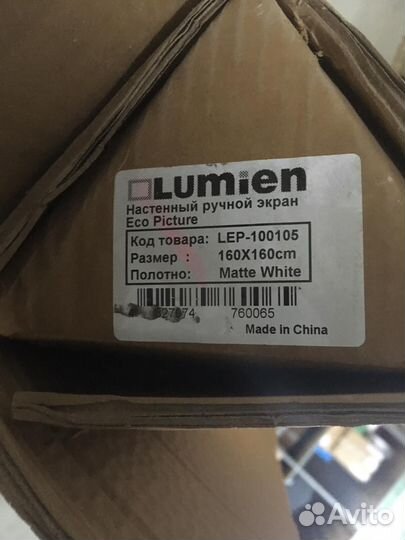 Lumien
Настенный ручной экран
Eco Picture
Код товара: LEP-100105
Размер : 160X160cm
Полотно: Matte White
760065
Made in China
Avito